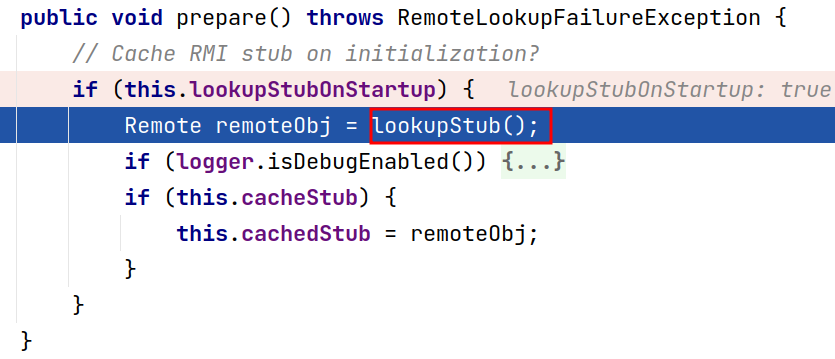 public void prepare() throws RemoteLookupFailureException {
// Cache RMI stub on initialization?
if (this.lookupStubOnStartup) { lookupStubOnStartup: true
Remote remoteObj = lookupStub();
if (logger.isDebugEnabled()) {...}
if (this.cacheStub) {
this.cachedStub = remoteObj;
}
}
}